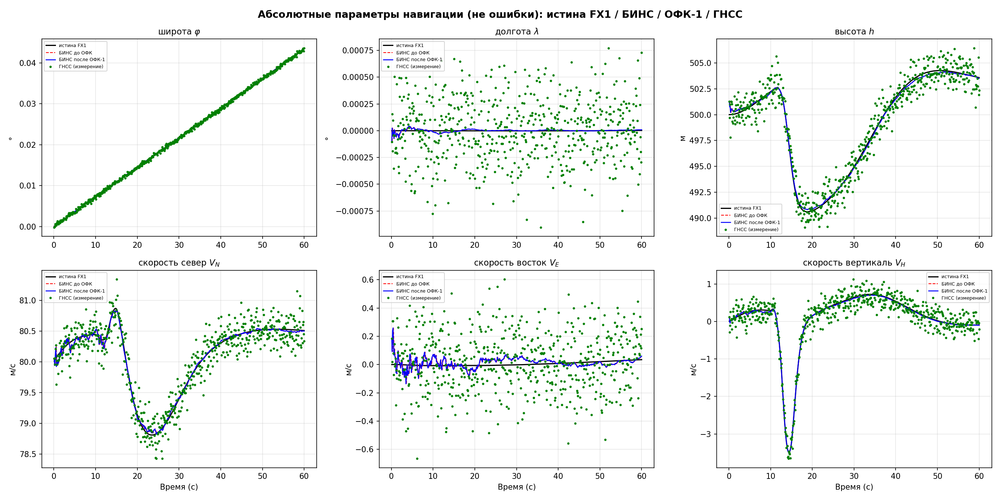 Абсолютные параметры навигации (не ошибки): истина FX1 / БИНС / ОФК-1 / ГНСС
широта φ
истина FX1
БИНС до ОФК
БИНС после ОФК-1
ГНСС (измерение)
°
0.04
0.03
0.02
0.01
0.00
0 10 20 30 40 50 60
долгота λ
истина FX1
БИНС до ОФК
БИНС после ОФК-1
ГНСС (измерение)
°
0.00075
0.00050
0.00025
0.00000
−0.00025
−0.00050
−0.00075
0 10 20 30 40 50 60
высота h
м
505.0
502.5
500.0
497.5
495.0
492.5
490.0
истина FX1
БИНС до ОФК
БИНС после ОФК-1
ГНСС (измерение)
0 10 20 30 40 50 60
скорость север V_N
истина FX1
БИНС до ОФК
БИНС после ОФК-1
ГНСС (измерение)
м/с
81.0
80.5
80.0
79.5
79.0
78.5
0 10 20 30 40 50 60
Время (с)
скорость восток V_E
истина FX1
БИНС до ОФК
БИНС после ОФК-1
ГНСС (измерение)
м/с
0.6
0.4
0.2
0.0
−0.2
−0.4
−0.6
0 10 20 30 40 50 60
Время (с)
скорость вертикаль V_H
истина FX1
БИНС до ОФК
БИНС после ОФК-1
ГНСС (измерение)
м/с
1
0
−1
−2
−3
0 10 20 30 40 50 60
Время (с)